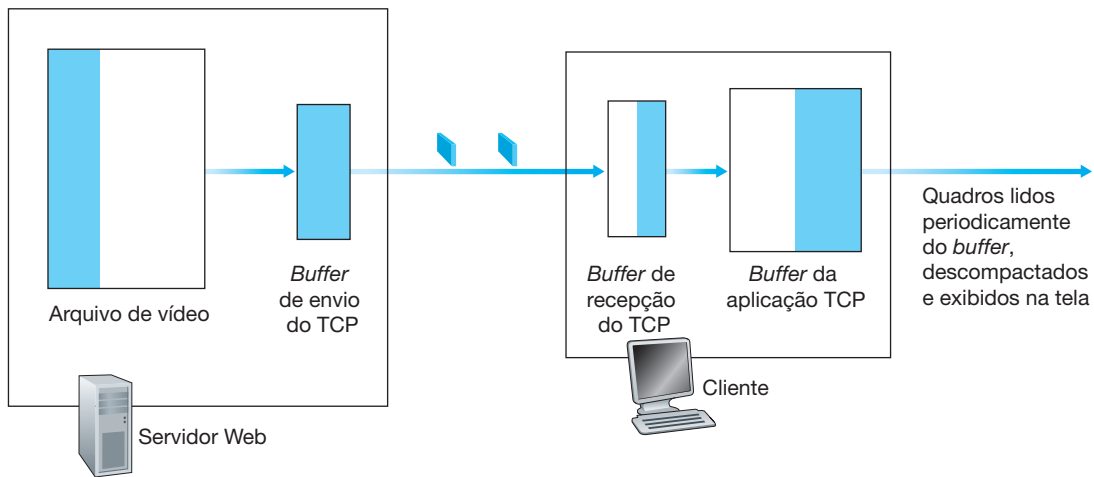 Arquivo de vídeo
Buffer
de envio
do TCP
Servidor Web
Buffer de
recepção
do TCP
Buffer da
aplicação TCP
Cliente
Quadros lidos
periodicamente
do buffer,
descompactados
e exibidos na tela